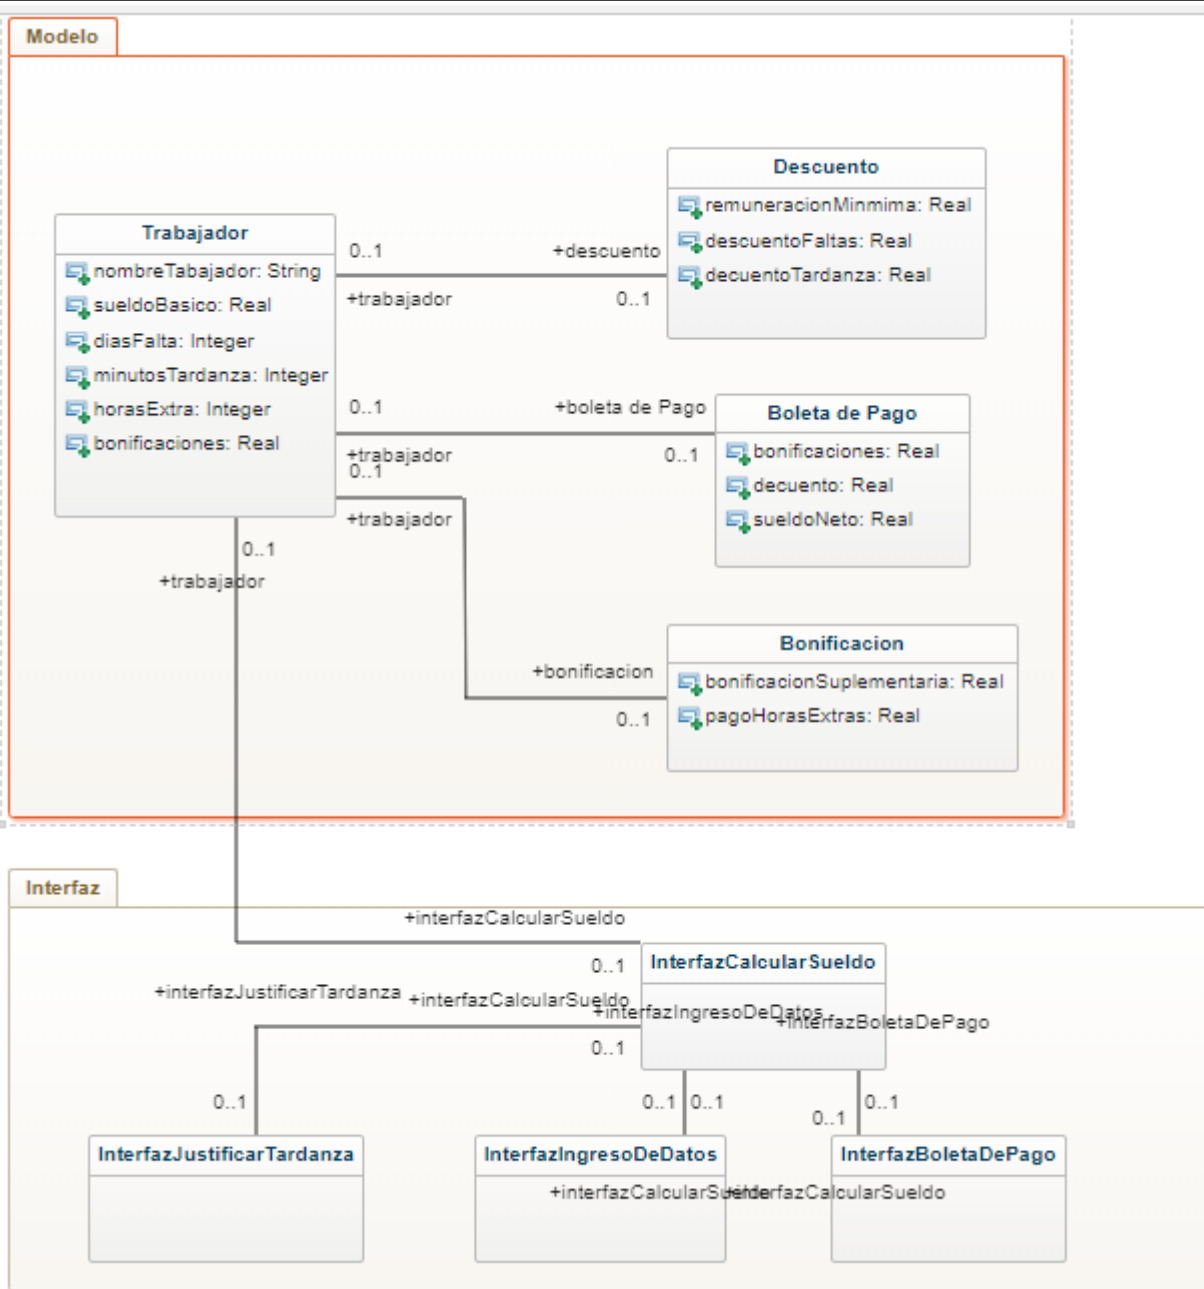 Modelo
Trabajador
nombreTabajador: String
sueldoBasico: Real
diasFalta: Integer
minutosTardanza: Integer
horasExtra: Integer
bonificaciones: Real
Descuento
remuneracionMinmima: Real
descuentoFaltas: Real
decuentoTardanza: Real
0..1
+descuento
+trabajador
0..1
0..1
+boleta de Pago
+trabajador
0..1
Boleta de Pago
bonificaciones: Real
decuento: Real
sueldoNeto: Real
0..1
+trabajador
+bonificacion
0..1
Bonificacion
bonificacionSuplementaria: Real
pagoHorasExtras: Real
0..1
+trabajador
Interfaz
+interfazCalcularSueldo
0..1
InterfazCalcularSueldo
+interfazJustificarTardanza
+interfazCalcularSueldo
+interfazIngresoDeDatos
+interfazBoletaDePago
0..1
0..1
0..1
0..1
0..1
0..1
InterfazJustificarTardanza
InterfazIngresoDeDatos
InterfazBoletaDePago
+interfazCalcularSueldo
+interfazCalcularSueldo